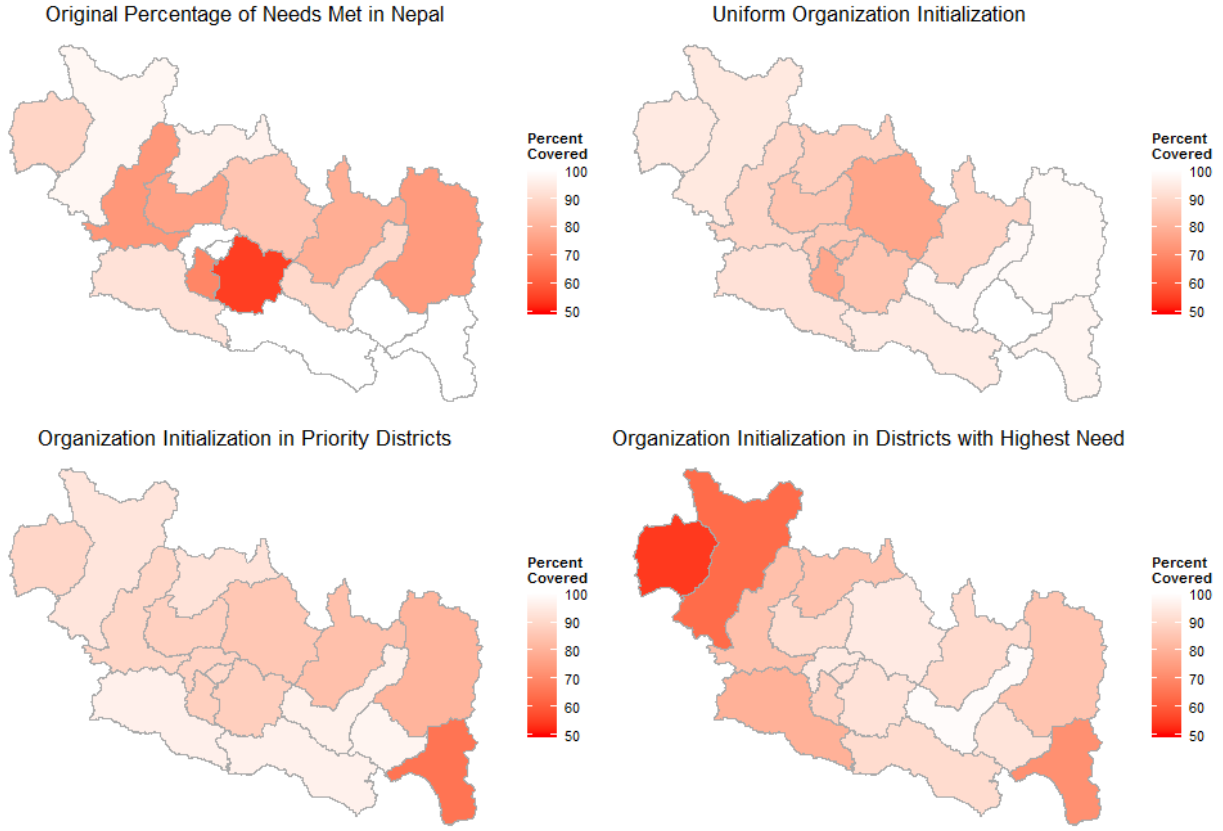 Original Percentage of Needs Met in Nepal
Uniform Organization Initialization
Percent
Covered
100
90
80
70
60
50
Percent
Covered
100
90
80
70
60
50
Organization Initialization in Priority Districts
Organization Initialization in Districts with Highest Need
Percent
Covered
100
90
80
70
60
50
Percent
Covered
100
90
80
70
60
50